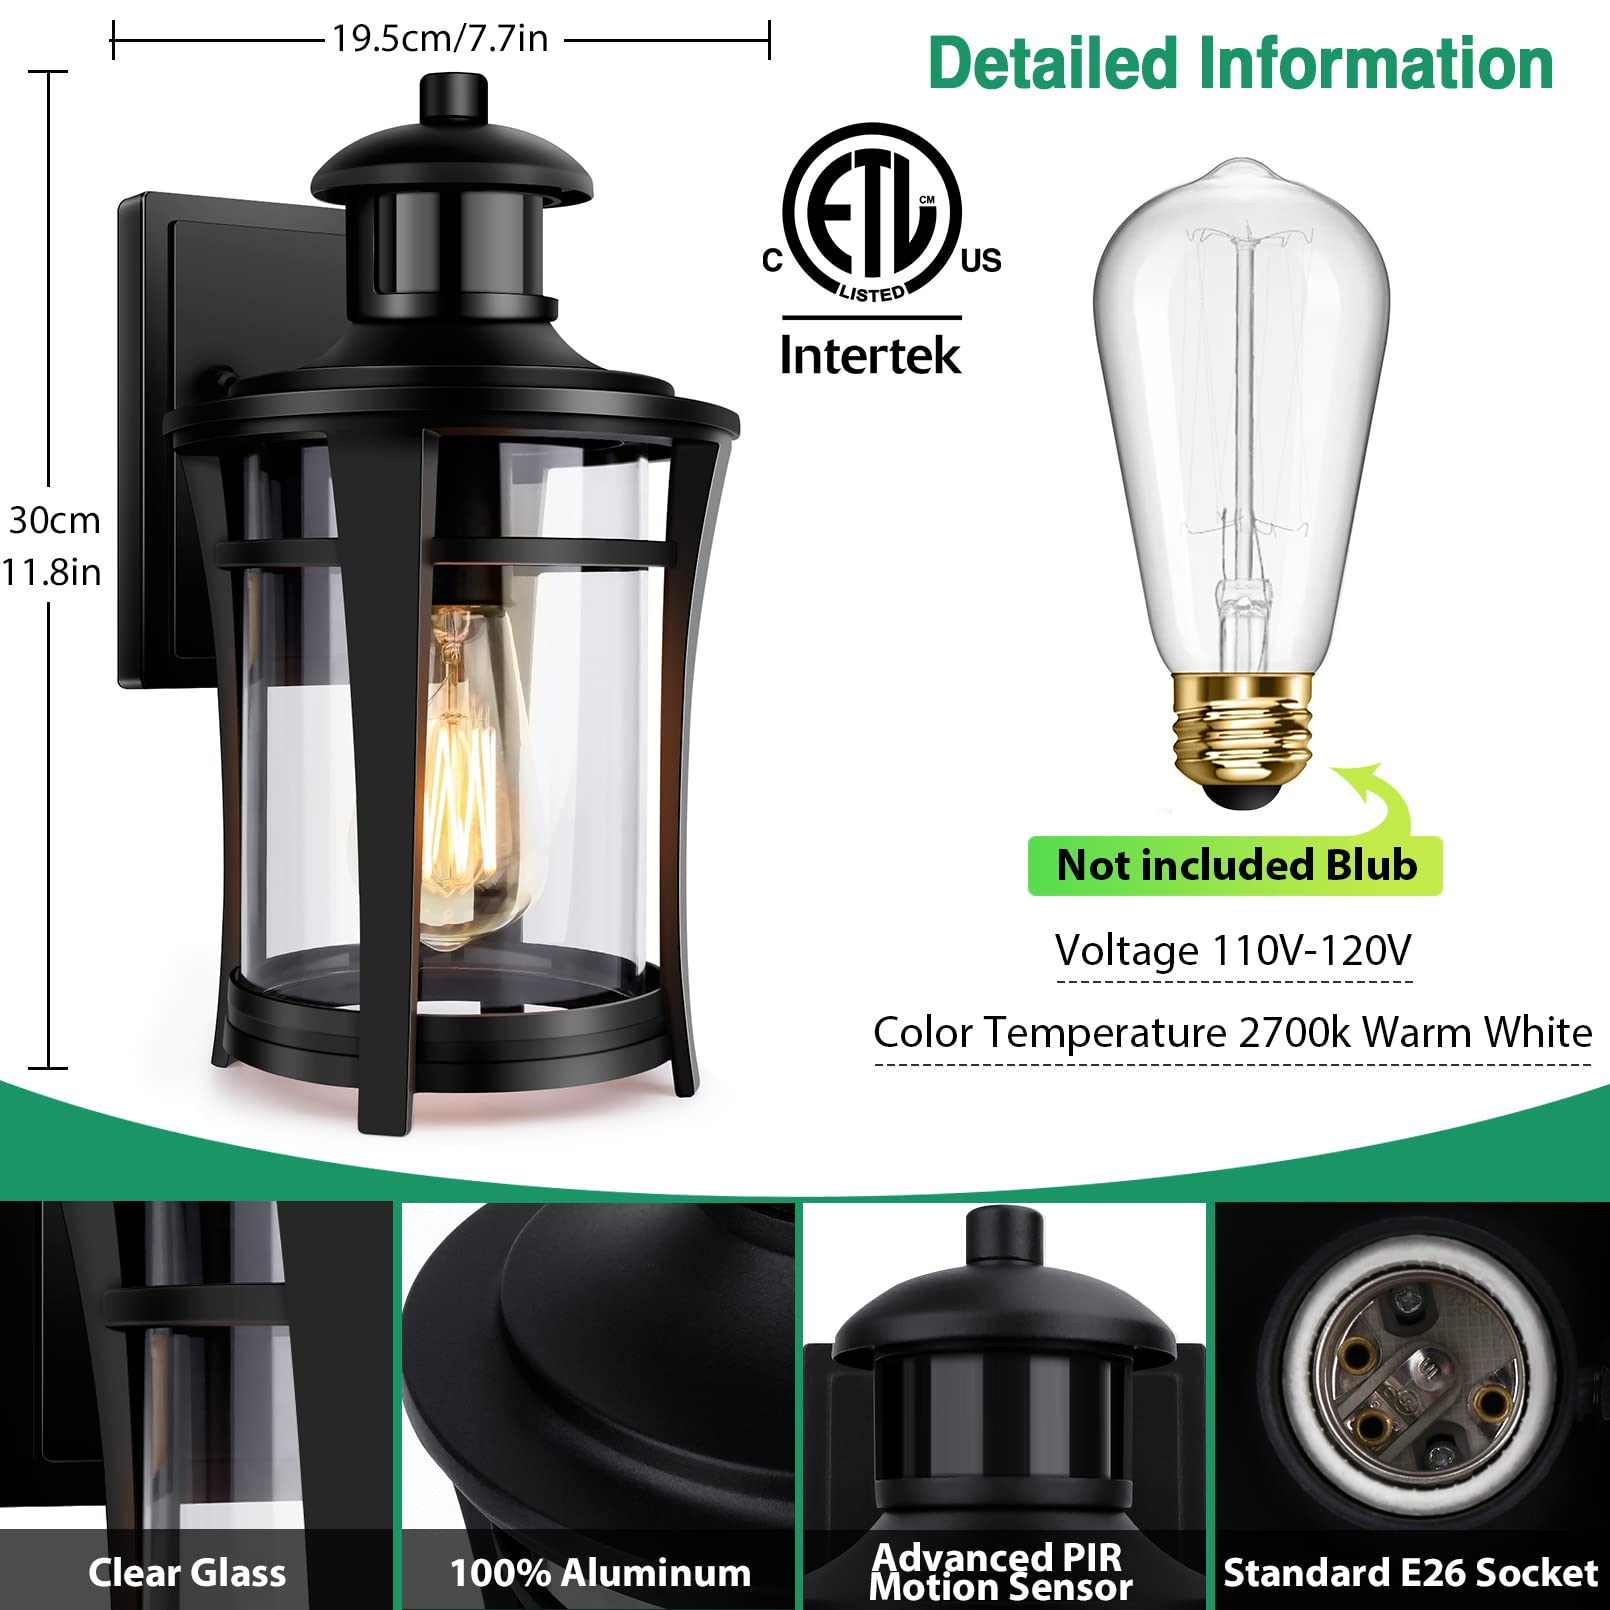 19.5cm/7.7in
Detailed Information
30cm
11.8in
C
ETL
CM
US
LISTED
Intertek
Not included Blub
Voltage 110V-120V
Color Temperature 2700k Warm White
Clear Glass
100% Aluminum
Advanced PIR
Motion Sensor
Standard E26 Socket